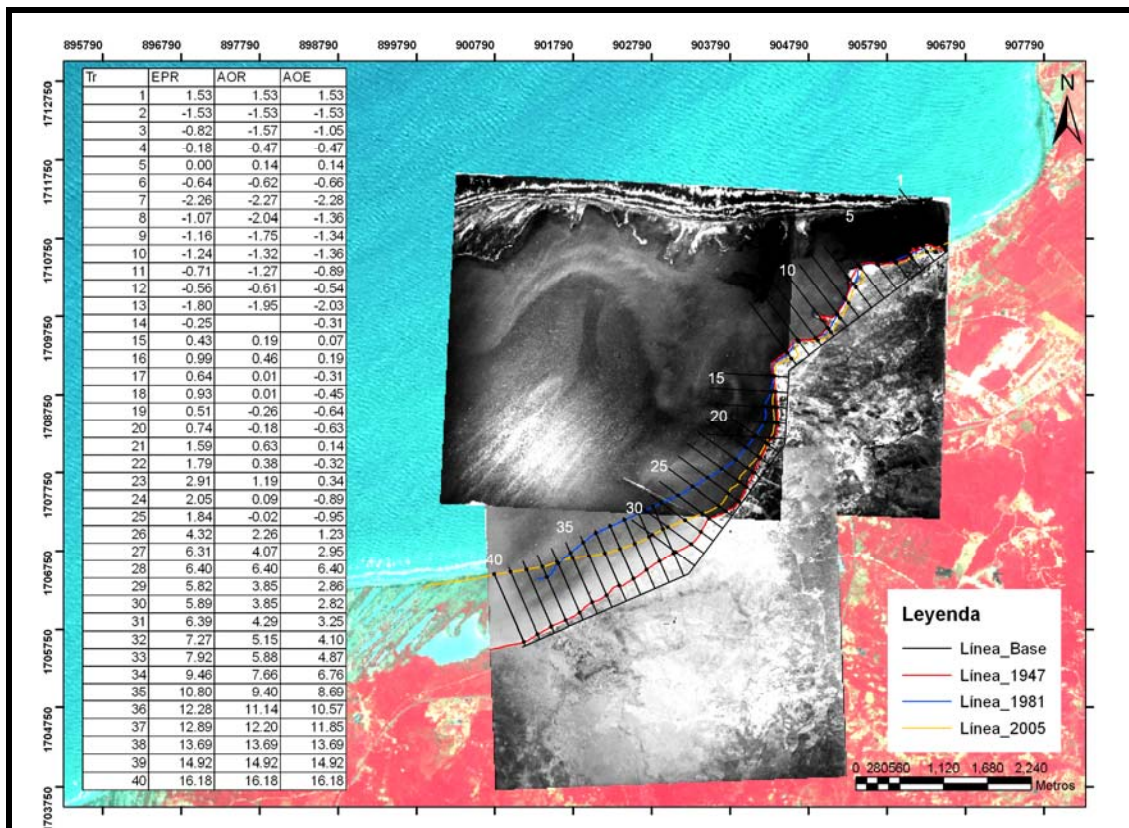 895790 896790 897790 898790 899790 900790 901790 902790 903790 904790 905790 906790 907790
1712750
1711750
1710750
1709750
1708750
1707750
1706750
1705750
1704750
1703750
Tr EPR AOR AOE
1 1.53 1.53 1.53
2 -1.53 -1.53 -1.53
3 -0.82 -1.57 -1.05
4 -0.18 -0.47 -0.47
5 0.00 0.14 0.14
6 -0.64 -0.62 -0.66
7 -2.26 -2.27 -2.28
8 -1.07 -2.04 -1.36
9 -1.16 -1.75 -1.34
10 -1.24 -1.32 -1.36
11 -0.71 -1.27 -0.89
12 -0.56 -0.61 -0.54
13 -1.80 -1.95 -2.03
14 -0.25 -0.31
15 0.43 0.19 0.07
16 0.99 0.46 0.19
17 0.64 0.01 -0.31
18 0.93 0.01 -0.45
19 0.51 -0.26 -0.64
20 0.74 -0.18 -0.63
21 1.59 0.63 0.14
22 1.79 0.38 -0.32
23 2.91 1.19 0.34
24 2.05 0.09 -0.89
25 1.84 -0.02 -0.95
26 4.32 2.26 1.23
27 6.31 4.07 2.95
28 6.40 6.40 6.40
29 5.82 3.85 2.86
30 5.89 3.85 2.82
31 6.39 4.29 3.25
32 7.27 5.15 4.10
33 7.92 5.88 4.87
34 9.46 7.66 6.76
35 10.80 9.40 8.69
36 12.28 11.14 10.57
37 12.89 12.20 11.85
38 13.69 13.69 13.69
39 14.92 14.92 14.92
40 16.18 16.18 16.18
N
1
5
10
15
20
25
30
35
40
Leyenda
Línea_Base
Línea_1947
Línea_1981
Línea_2005
0 280560 1,120 1,680 2,240
Metros